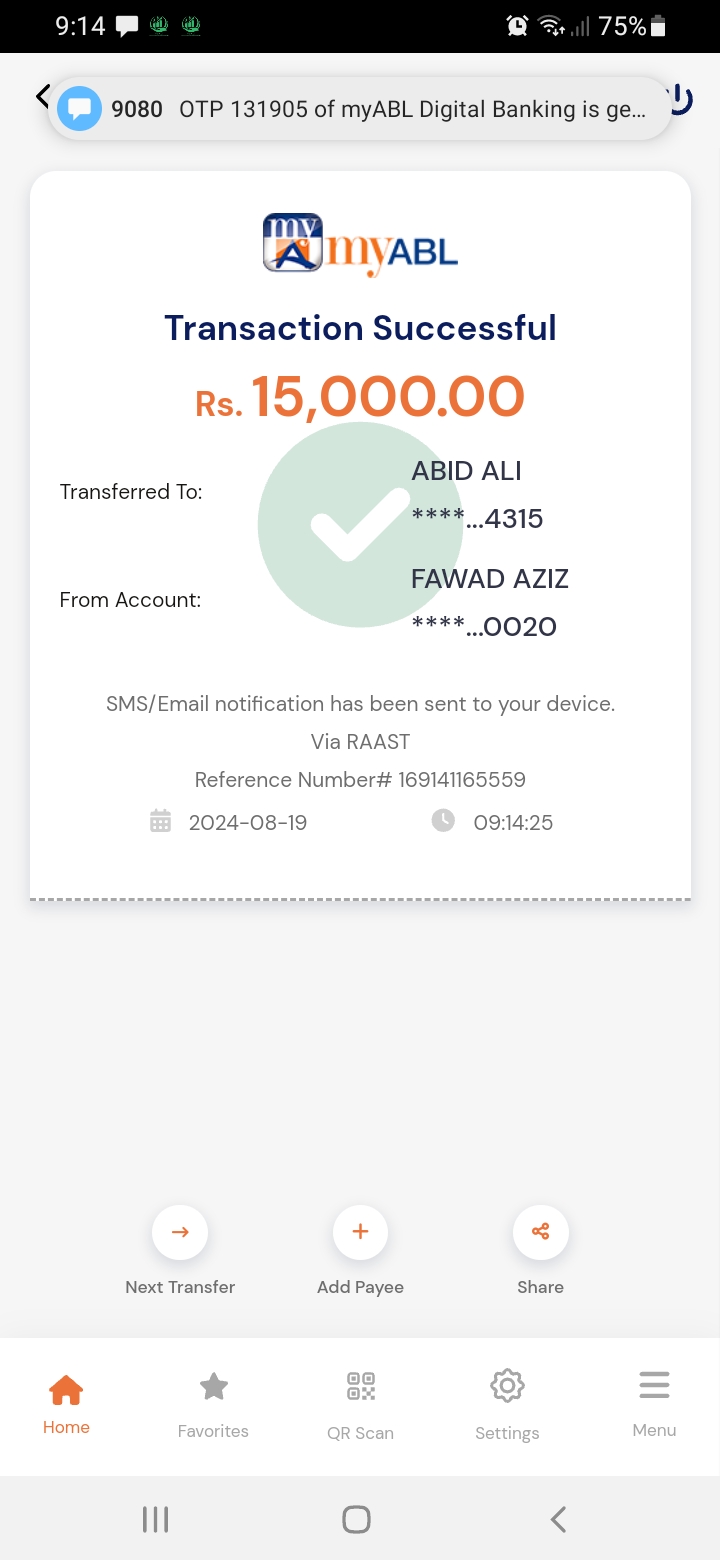 9:14
75%
9080 OTP 131905 of myABL Digital Banking is ge...
my
myABL
Transaction Successful
Rs. 15,000.00
Transferred To:
ABID ALI
****...4315
From Account:
FAWAD AZIZ
****...0020
SMS/Email notification has been sent to your device.
Via RAAST
Reference Number# 169141165559
2024-08-19
09:14:25
Next Transfer
Add Payee
Share
Home
Favorites
QR Scan
Settings
Menu